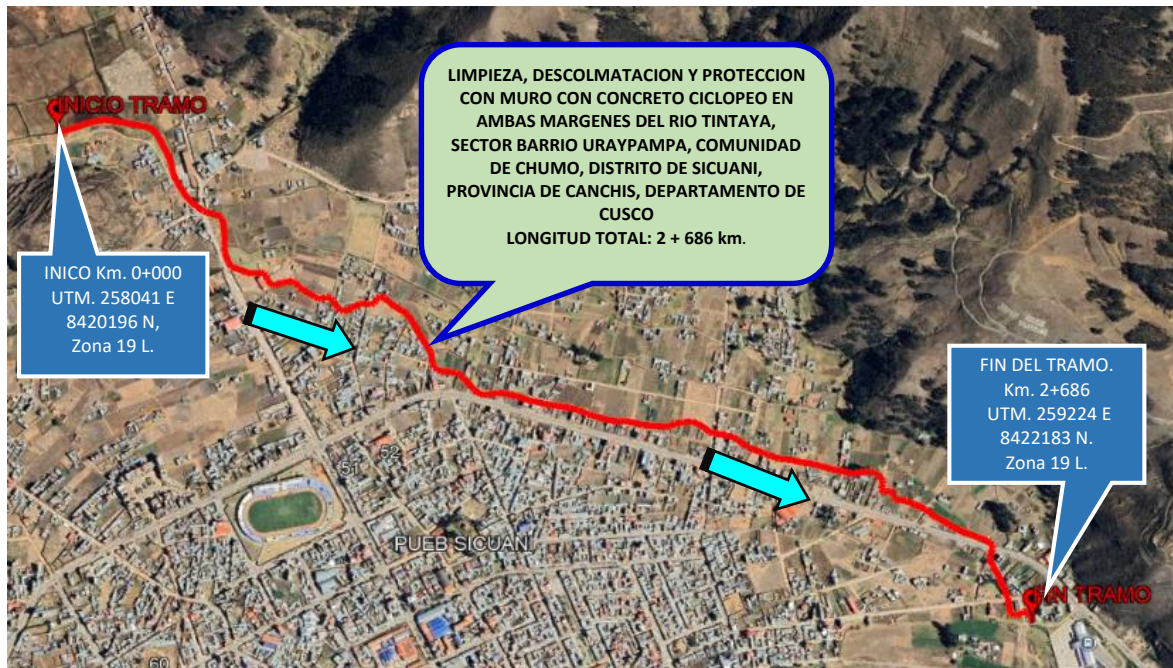 INICIO TRAMO
LIMPIEZA, DESCOLMATACION Y PROTECCION
CON MURO CON CONCRETO CICLOPEO EN
AMBAS MARGENES DEL RIO TINTAYA,
SECTOR BARRIO URAYPAMPA, COMUNIDAD
DE CHUMO, DISTRITO DE SICUANI,
PROVINCIA DE CANCHIS, DEPARTAMENTO DE
CUSCO
LONGITUD TOTAL: 2 + 686 km.
INICO Km. 0+000
UTM. 258041 E
8420196 N,
Zona 19 L.
FIN DEL TRAMO.
Km. 2+686
UTM. 259224 E
8422183 N.
Zona 19 L.
52
51
PUEB SICUANI
FIN TRAMO
60